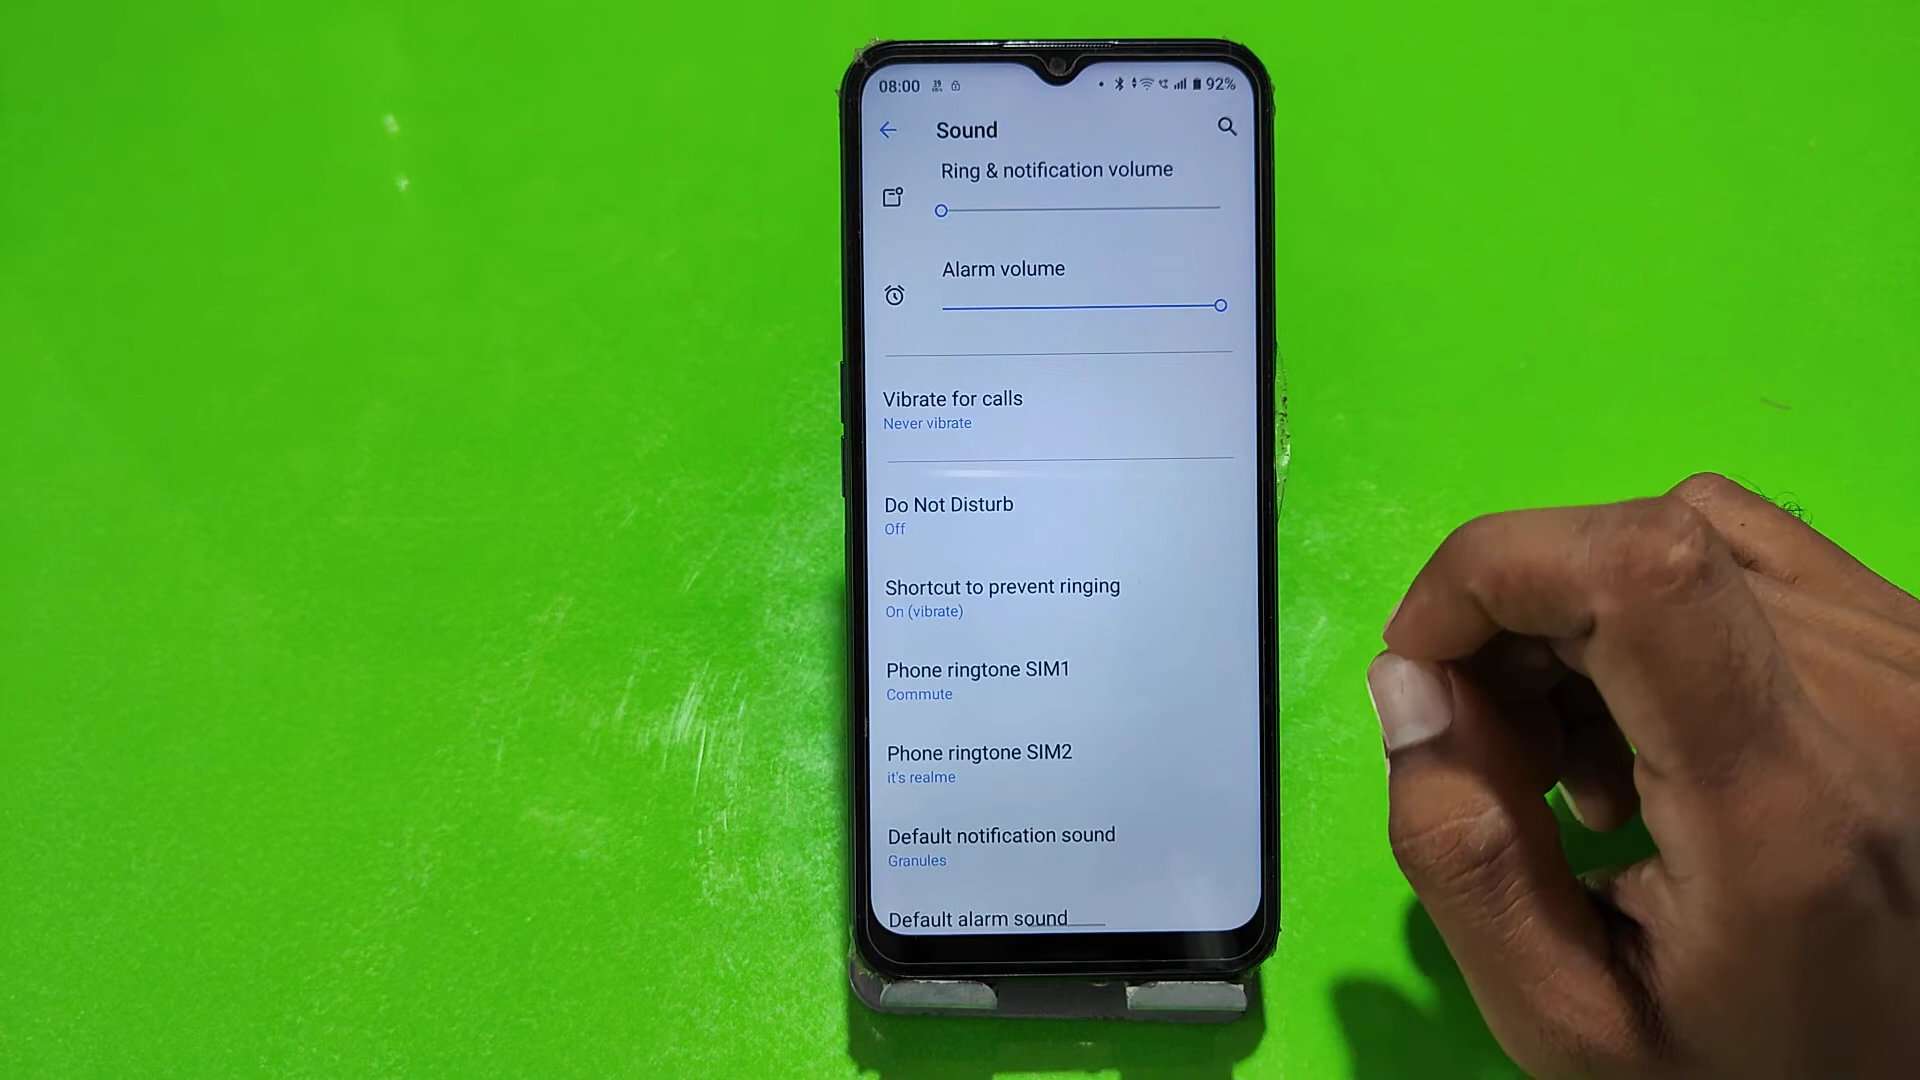 08:00
92%
Sound
Ring & notification volume
Alarm volume
Vibrate for calls
Never vibrate
Do Not Disturb
Off
Shortcut to prevent ringing
On (vibrate)
Phone ringtone SIM1
Commute
Phone ringtone SIM2
it's realme
Default notification sound
Granules
Default alarm sound